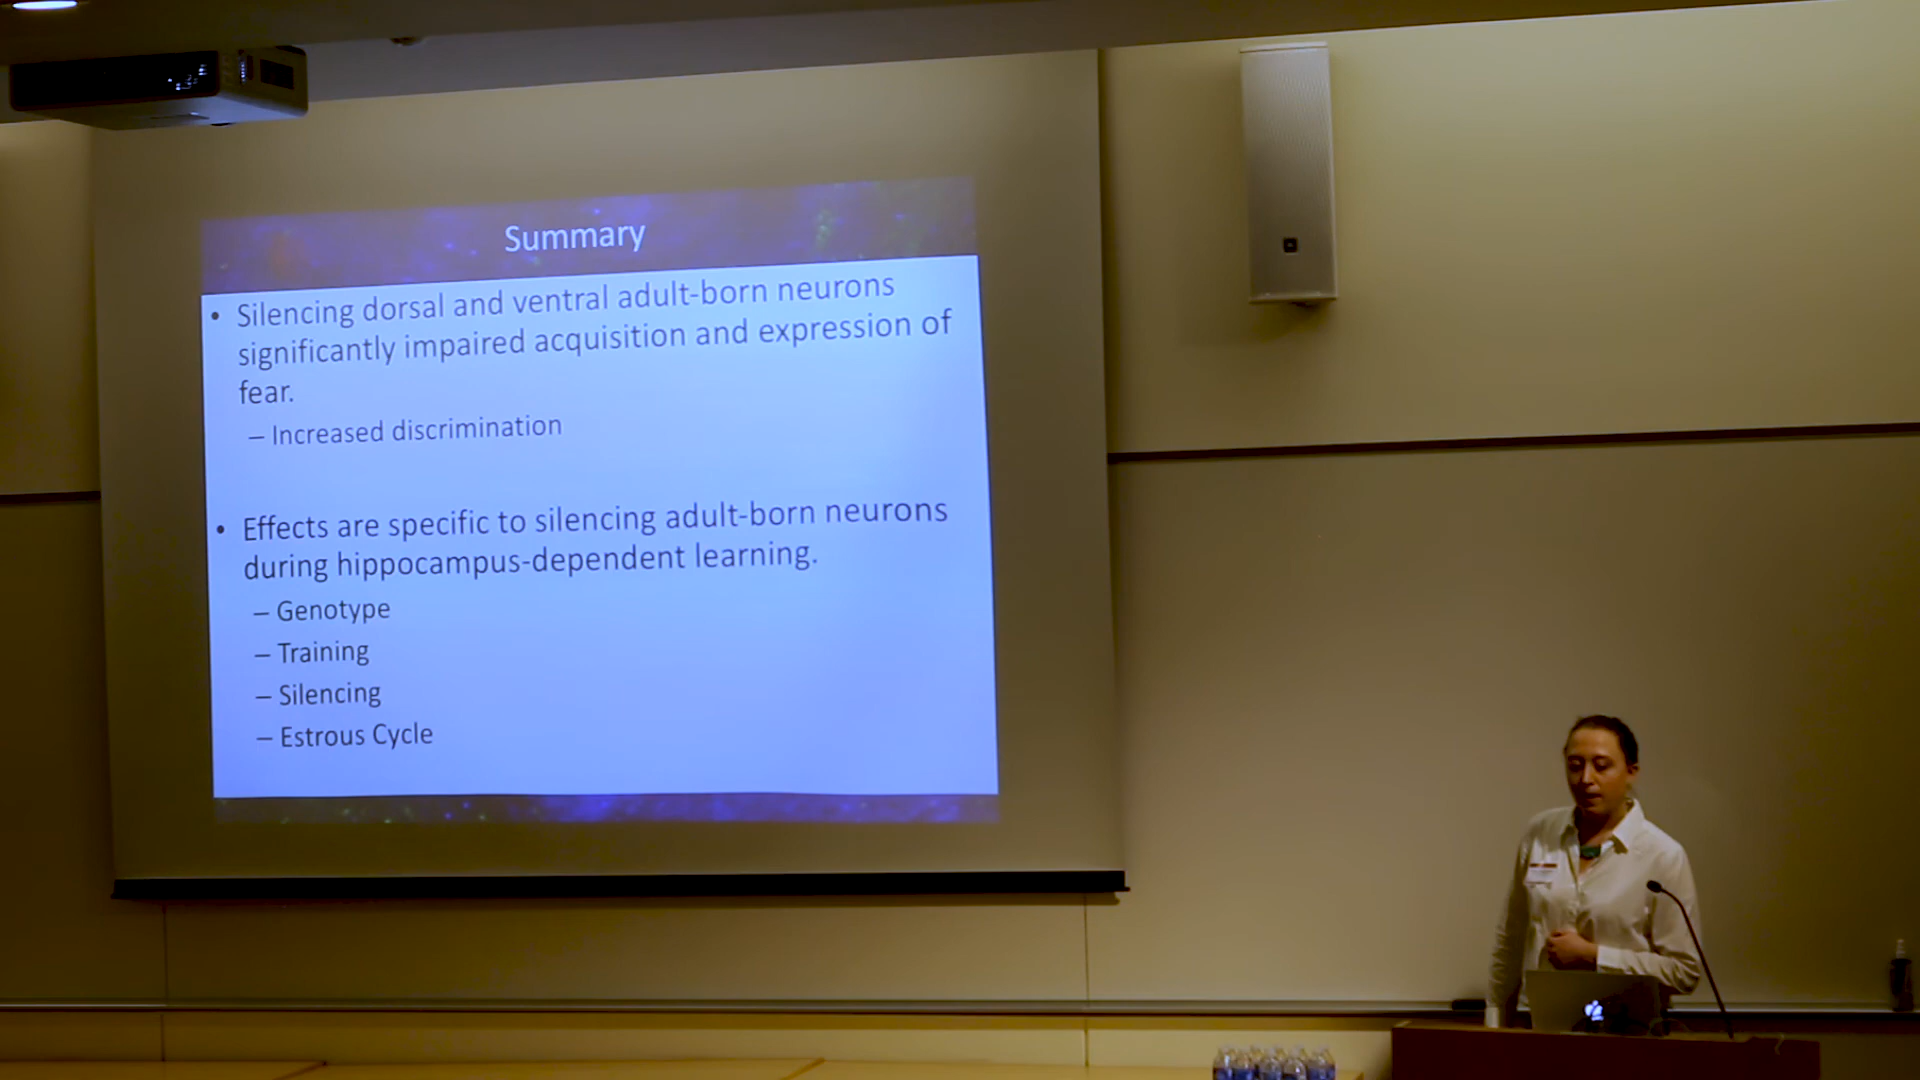 Summary
• Silencing dorsal and ventral adult-born neurons
significantly impaired acquisition and expression of
fear.
– Increased discrimination
• Effects are specific to silencing adult-born neurons
during hippocampus-dependent learning.
– Genotype
– Training
– Silencing
– Estrous Cycle